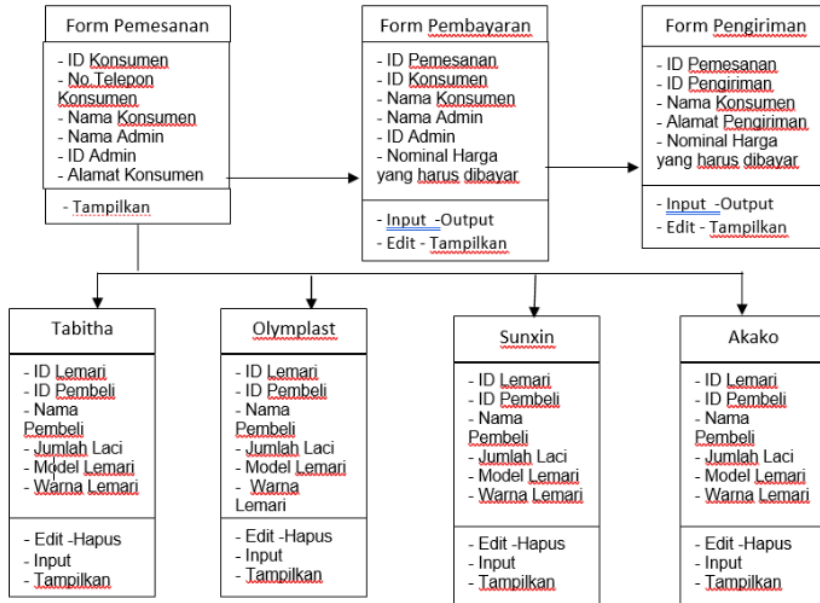 Form Pemesanan
- ID Konsumen
- No.Telepon
Konsumen
- Nama Konsumen
- Nama Admin
- ID Admin
- Alamat Konsumen
- Tampilkan
Form Pembayaran
- ID Pemesanan
- ID Konsumen
- Nama Konsumen
- Nama Admin
- ID Admin
- Nominal Harga
yang harus dibayar
- Input -Output
- Edit - Tampilkan
Form Pengiriman
- ID Pemesanan
- ID Pengiriman
- Nama Konsumen
- Alamat Pengiriman
- Nominal Harga
yang harus dibayar
- Input -Output
- Edit - Tampilkan
Tabitha
- ID Lemari
- ID Pembeli
- Nama
Pembeli
- Jumlah Laci
- Model Lemari
- Warna Lemari
- Edit -Hapus
- Input
- Tampilkan
Olymplast
- ID Lemari
- ID Pembeli
- Nama
Pembeli
- Jumlah Laci
- Model Lemari
- Warna
Lemari
- Edit -Hapus
- Input
- Tampilkan
Sunxin
- ID Lemari
- ID Pembeli
- Nama
Pembeli
- Jumlah Laci
- Model Lemari
- Warna Lemari
- Edit -Hapus
- Input
- Tampilkan
Akako
- ID Lemari
- ID Pembeli
- Nama
Pembeli
- Jumlah Laci
- Model Lemari
- Warna Lemari
- Edit -Hapus
- Input
- Tampilkan